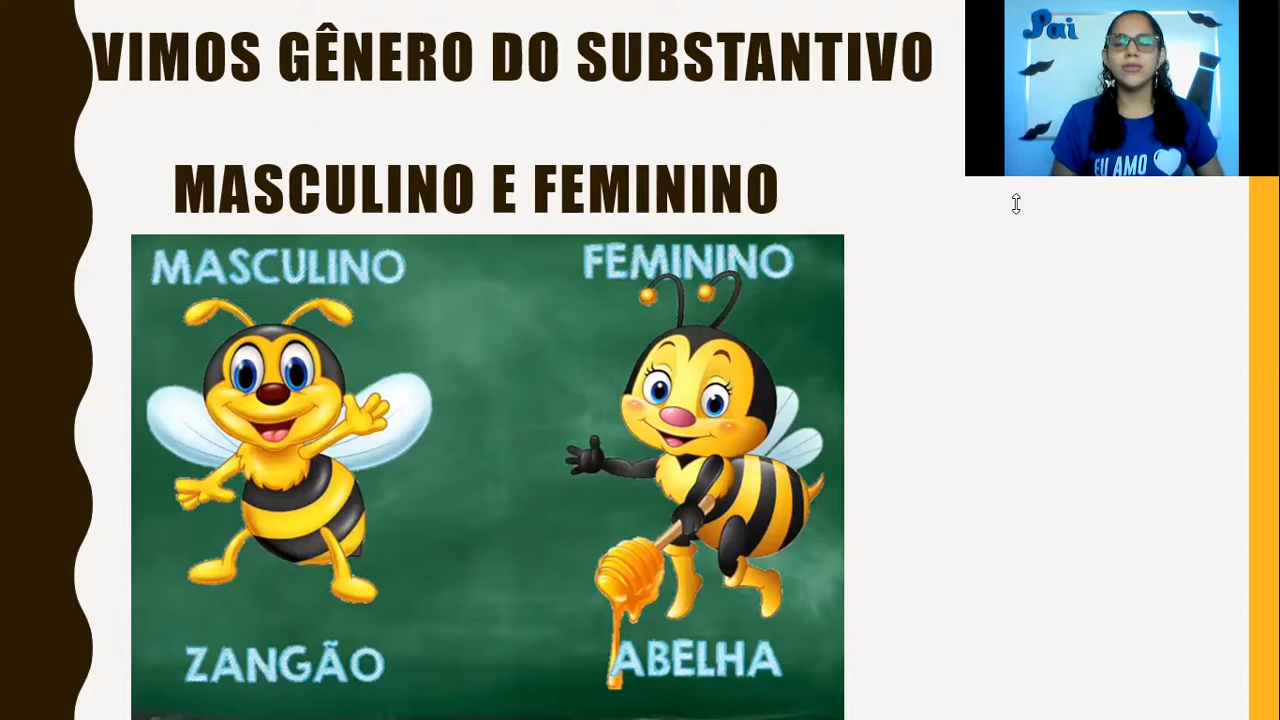 VIMOS GÊNERO DO SUBSTANTIVO
MASCULINO E FEMININO
MASCULINO
FEMININO
ZANGÃO
ABELHA
Pai
EU AMO